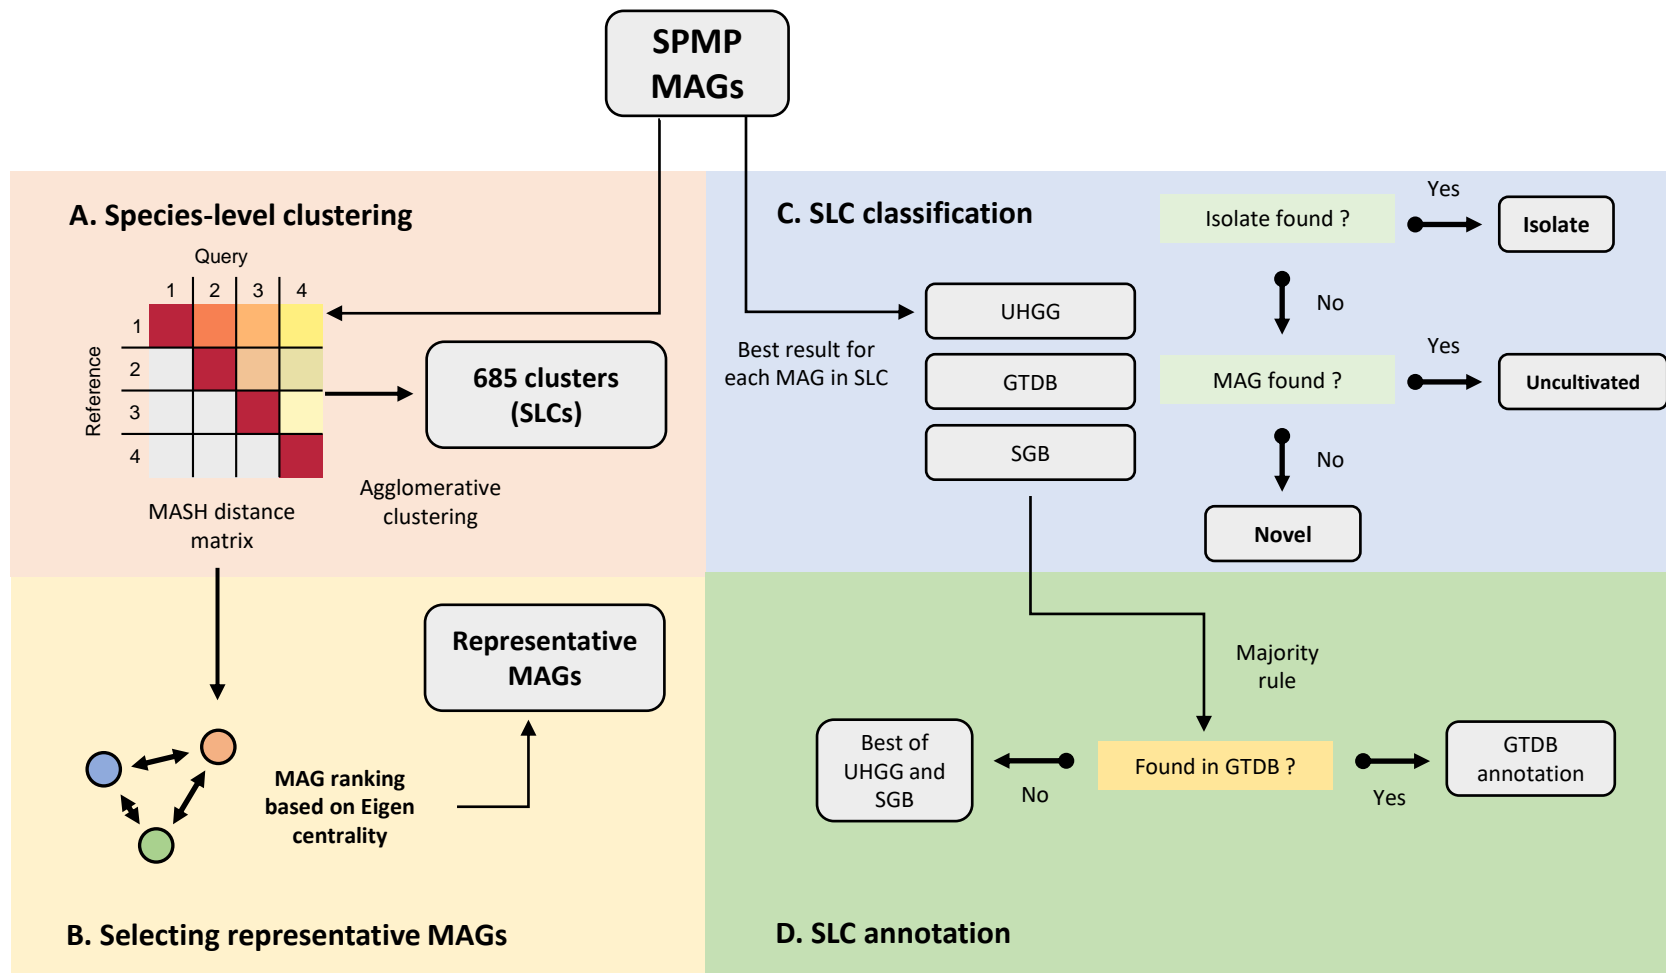 SPMP
MAGs
A. Species-level clustering
Query
1 2 3 4
Reference
1
2
3
4
MASH distance
matrix
685 clusters
(SLCs)
Agglomerative
clustering
C. SLC classification
Best result for
each MAG in SLC
UHGG
GTDB
SGB
Isolate found ?
Yes
Isolate
No
MAG found ?
Yes
Uncultivated
No
Novel
Representative
MAGs
MAG ranking
based on Eigen
centrality
B. Selecting representative MAGs
Majority
rule
Found in GTDB ?
No
Best of
UHGG and
SGB
Yes
GTDB
annotation
D. SLC annotation